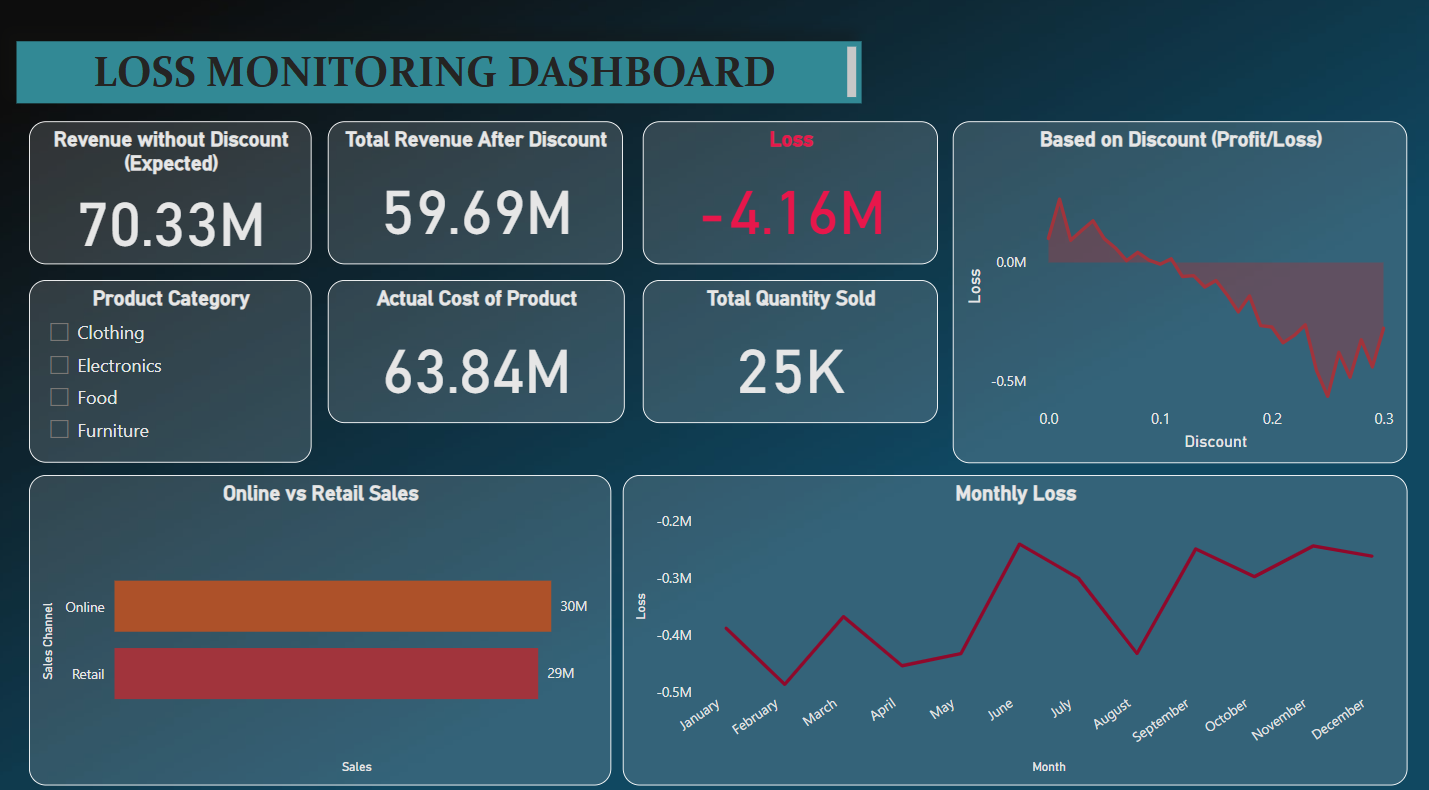 LOSS MONITORING DASHBOARD
Revenue without Discount
(Expected)
70.33M
Total Revenue After Discount
59.69M
Loss
-4.16M
Based on Discount (Profit/Loss)
Loss
0.0M
-0.5M
0.0
0.1
0.2
0.3
Discount
Product Category
Clothing
Electronics
Food
Furniture
Actual Cost of Product
63.84M
Total Quantity Sold
25K
Online vs Retail Sales
Sales Channel
Online
30M
Retail
29M
Sales
Monthly Loss
Loss
-0.2M
-0.3M
-0.4M
-0.5M
January
February
March
April
May
June
July
August
September
October
November
December
Month